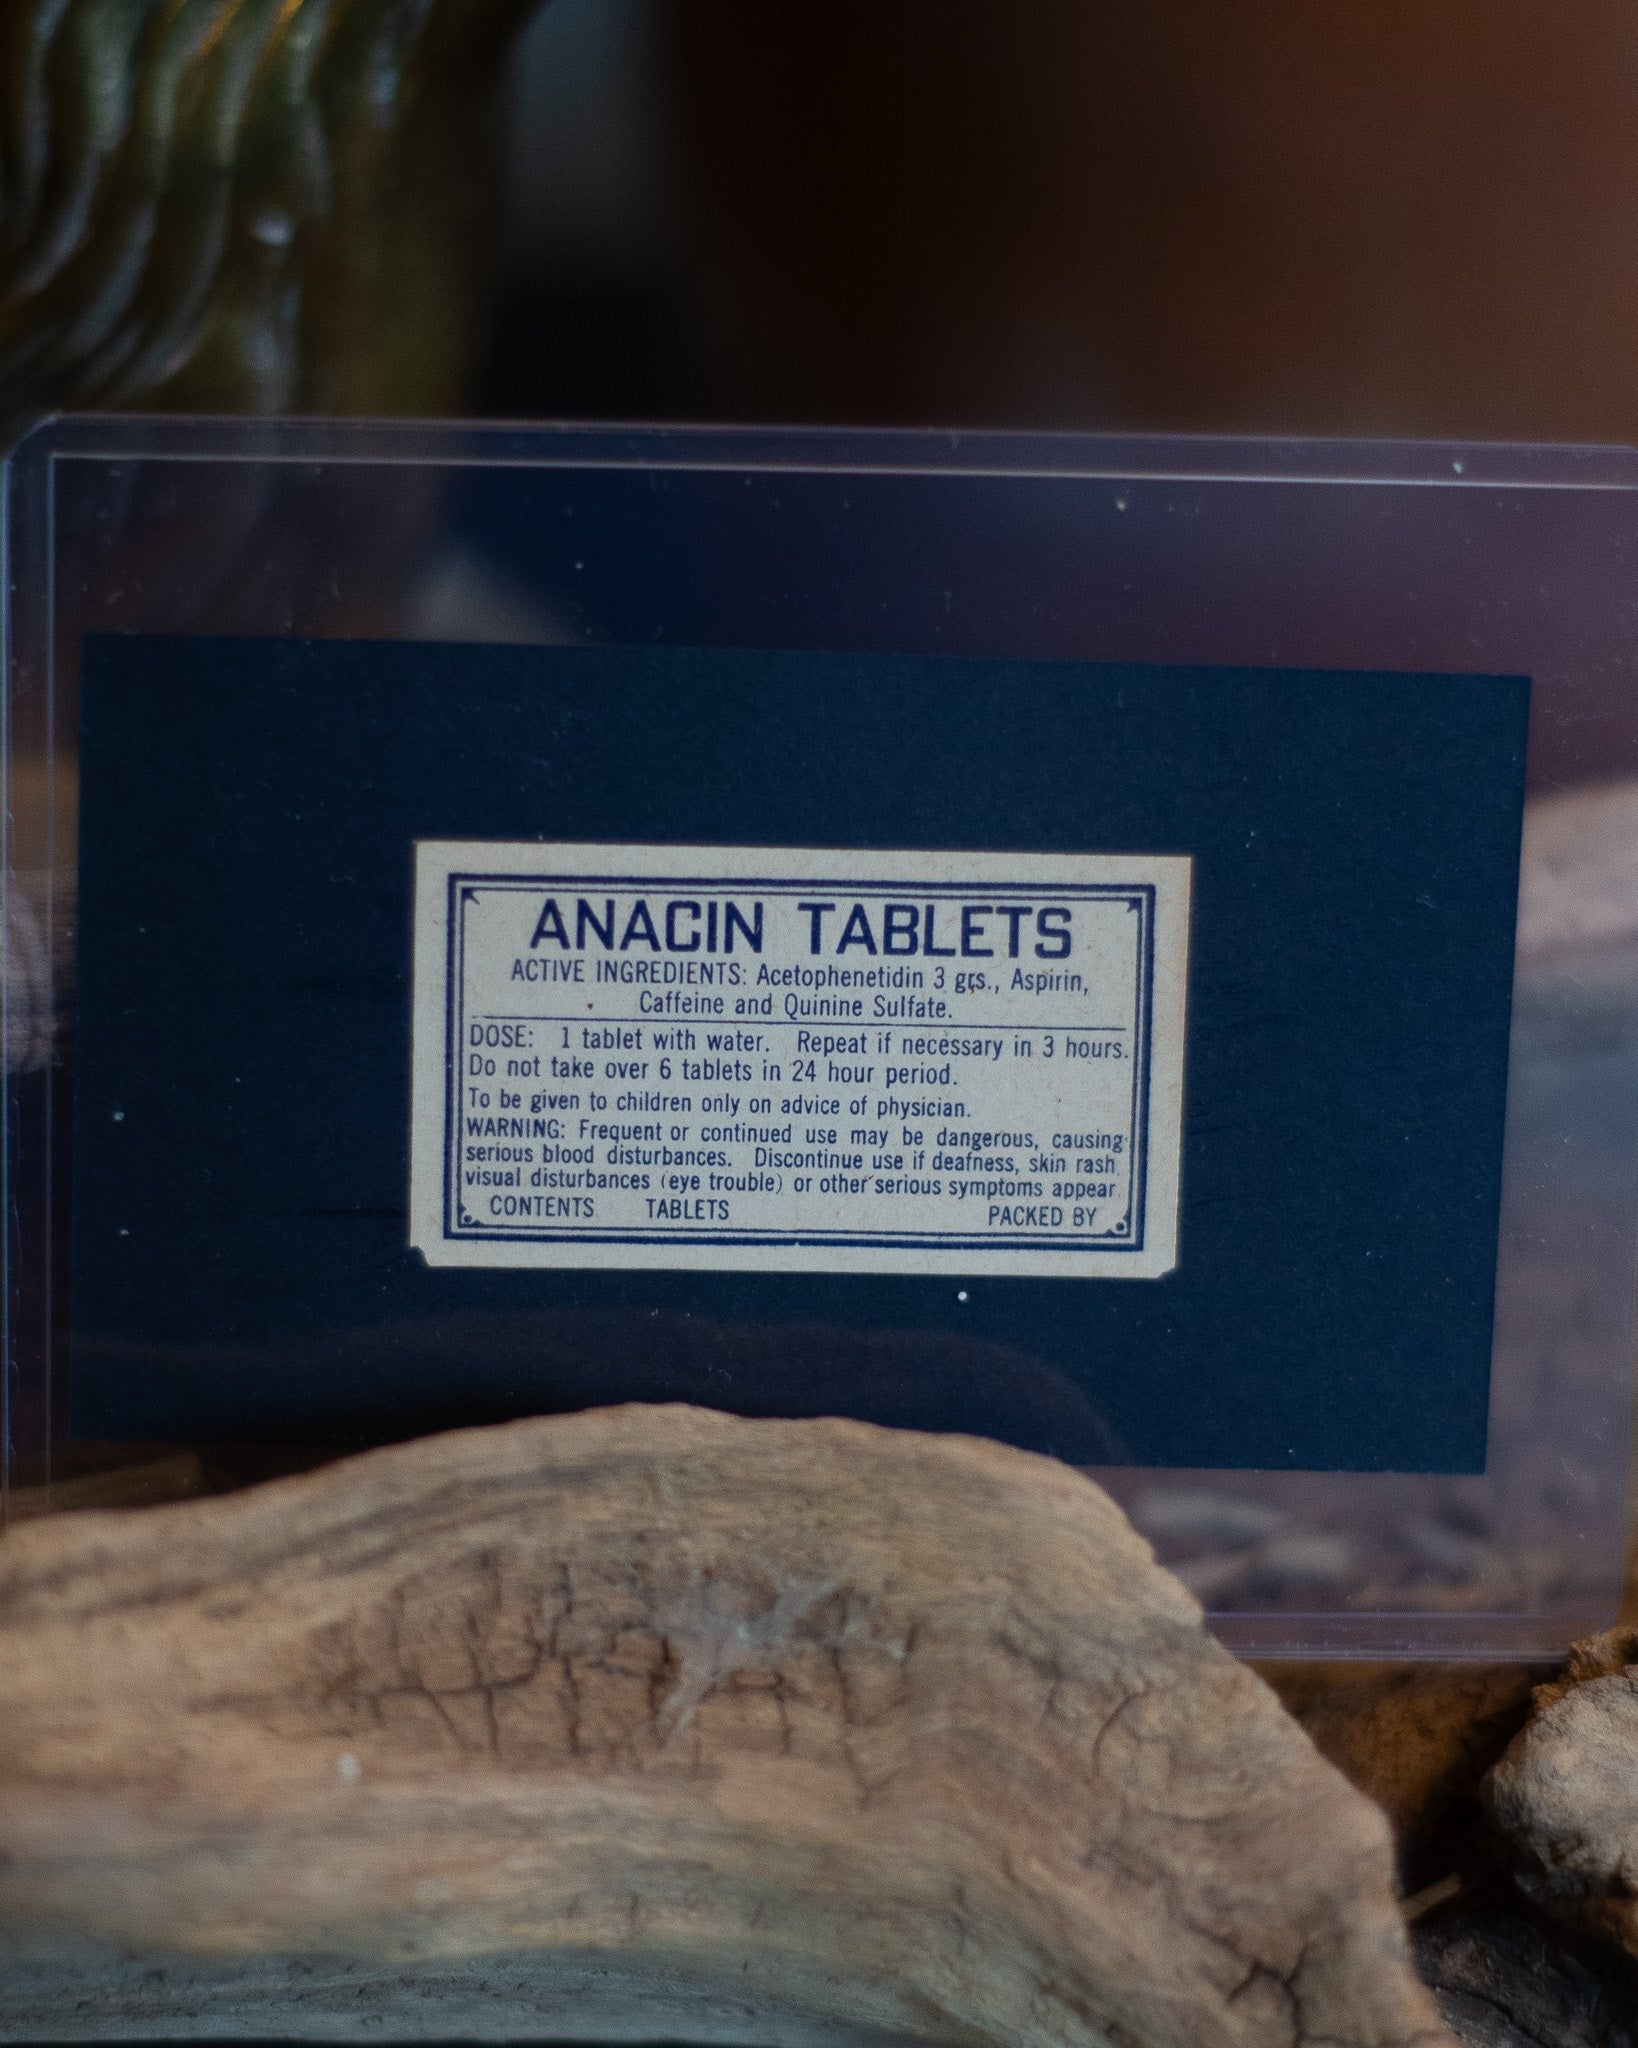 ANACIN TABLETS
ACTIVE INGREDIENTS: Acetophenetidin 3 grs., Aspirin,
Caffeine and Quinine Sulfate.
DOSE: 1 tablet with water. Repeat if necessary in 3 hours.
Do not take over 6 tablets in 24 hour period.
To be given to children only on advice of physician.
WARNING: Frequent or continued use may be dangerous, causing
serious blood disturbances. Discontinue use if deafness, skin rash
visual disturbances (eye trouble) or other serious symptoms appear
CONTENTS TABLETS PACKED BY